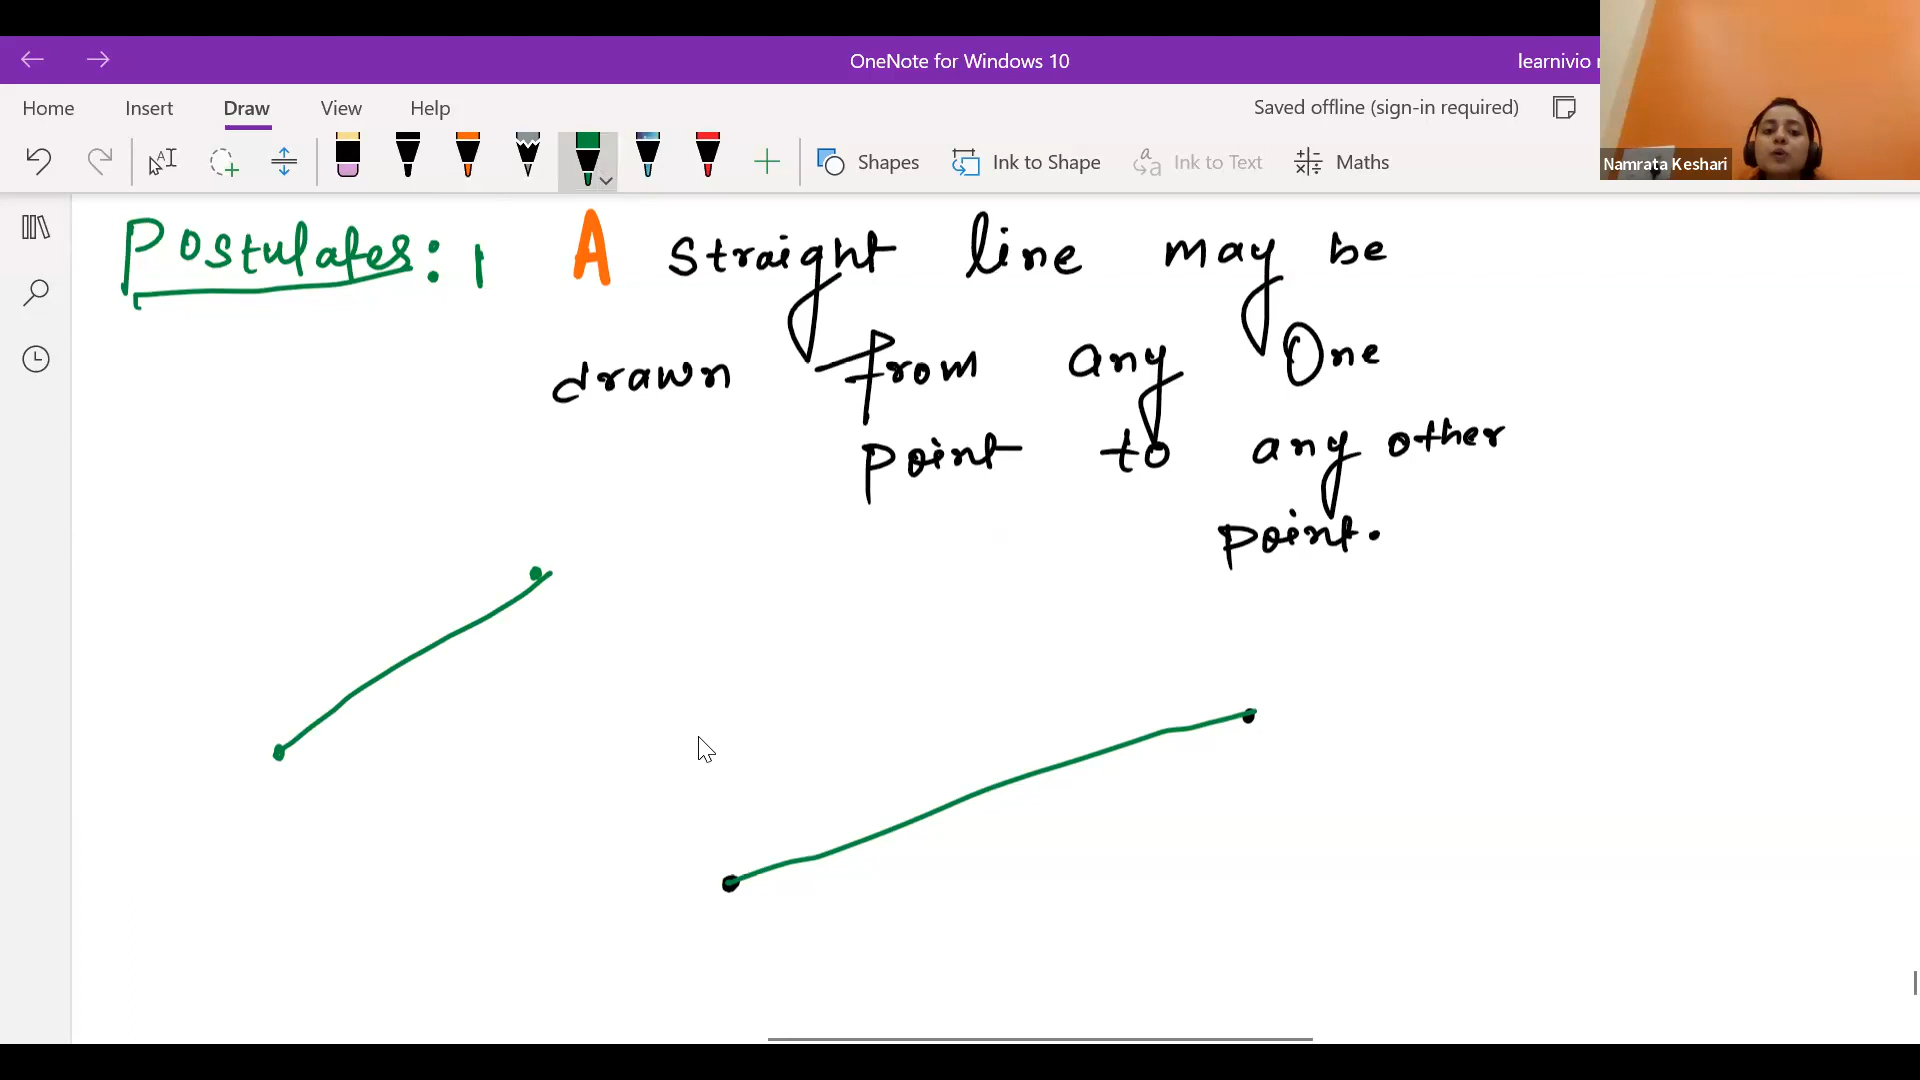 OneNote for Windows 10
learnivio
Home Insert Draw View Help
Saved offline (sign-in required)
Shapes Ink to Shape Ink to Text Maths
Namrata Keshari
Postulates: 1 A straight line may be
drawn from any One
point to any other
point.